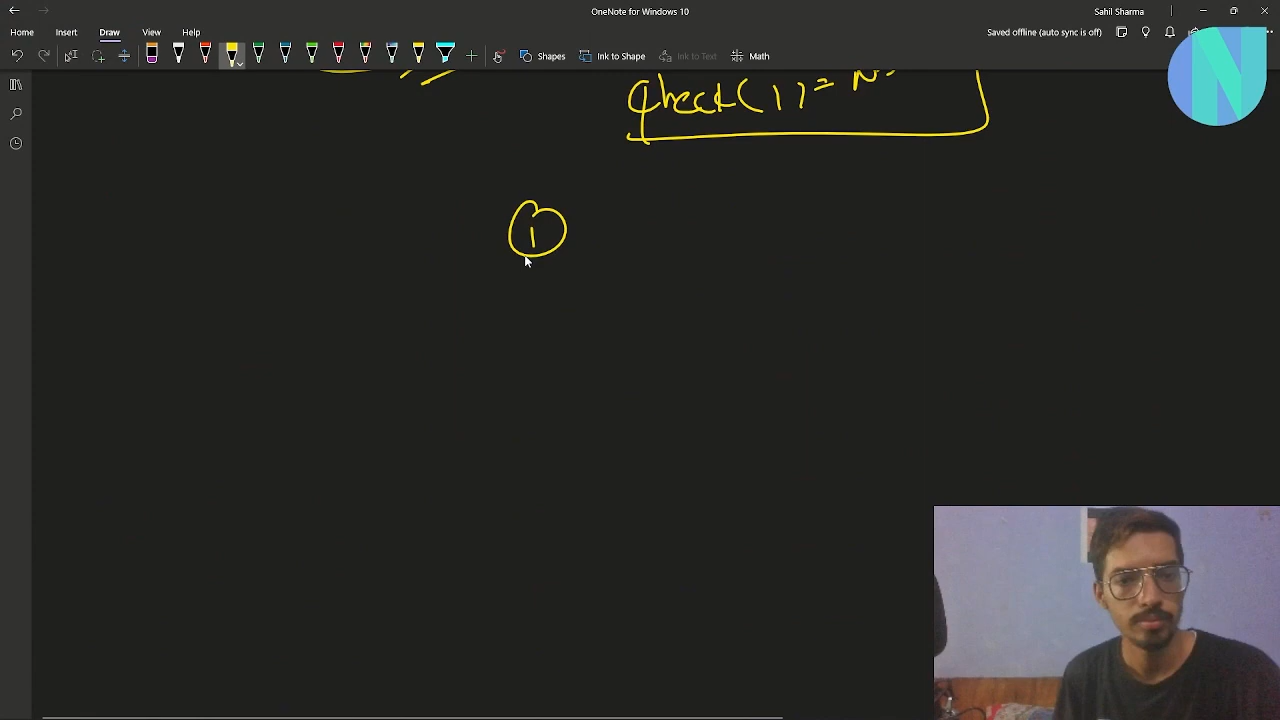 OneNote for Windows 10
Sahil Sharma
Home Insert Draw View Help
Saved offline (auto sync is off)
Shapes Ink to Shape Ink to Text Math
check(1) = N
1
N